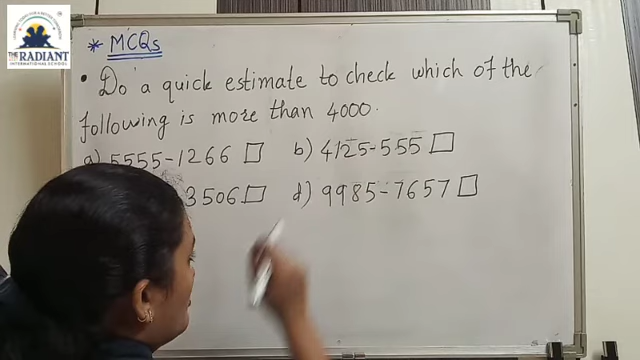 THE RADIANT
INTERNATIONAL SCHOOL
* MCQs
• Do a quick estimate to check which of the
following is more than 4000.
a) 5555-1266 □ b) 4125-555 □
3506 □ d) 9985-7657 □